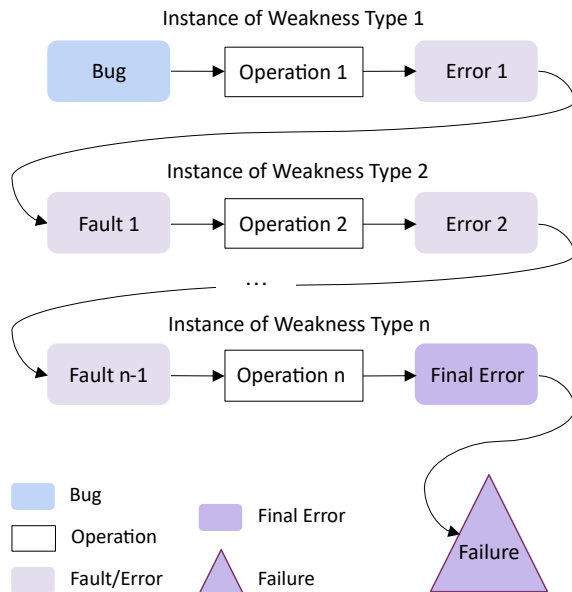 Instance of Weakness Type 1
Bug
Operation 1
Error 1
Instance of Weakness Type 2
Fault 1
Operation 2
Error 2
...
Instance of Weakness Type n
Fault n-1
Operation n
Final Error
Bug
Operation
Fault/Error
Final Error
Failure
Failure